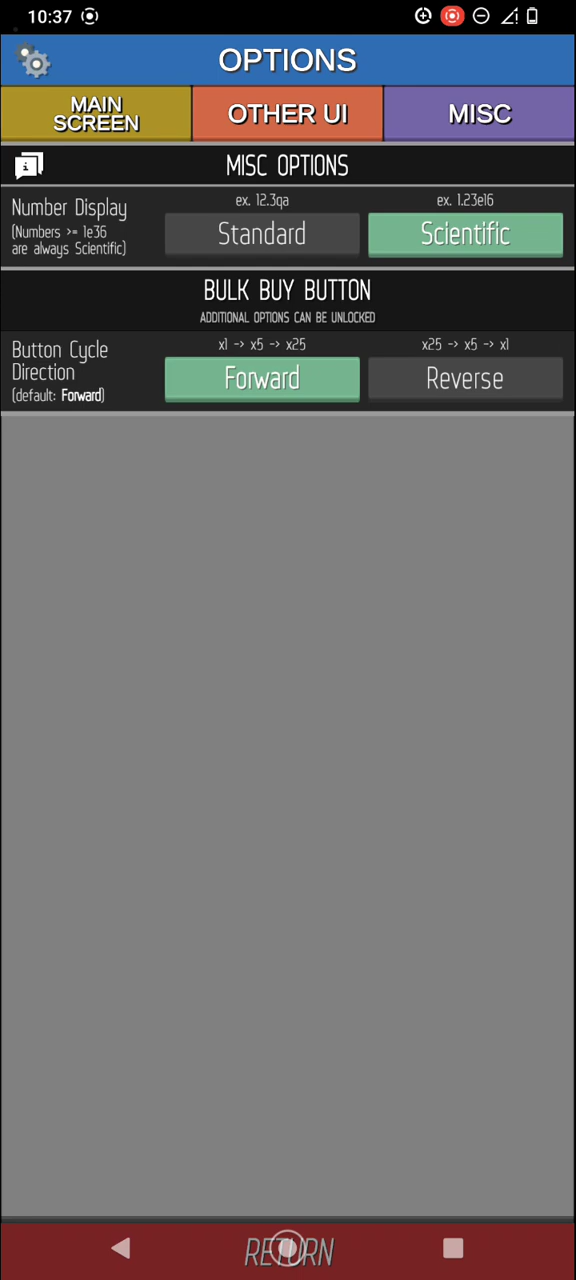 10:37
OPTIONS
MAIN
SCREEN
OTHER UI
MISC
MISC OPTIONS
Number Display
(Numbers >= 1e36
are always Scientific)
ex. 12.3qa
Standard
ex. 1.23e16
Scientific
BULK BUY BUTTON
ADDITIONAL OPTIONS CAN BE UNLOCKED
Button Cycle
Direction
(default: Forward)
x1 -> x5 -> x25
Forward
x25 -> x5 -> x1
Reverse
RETURN